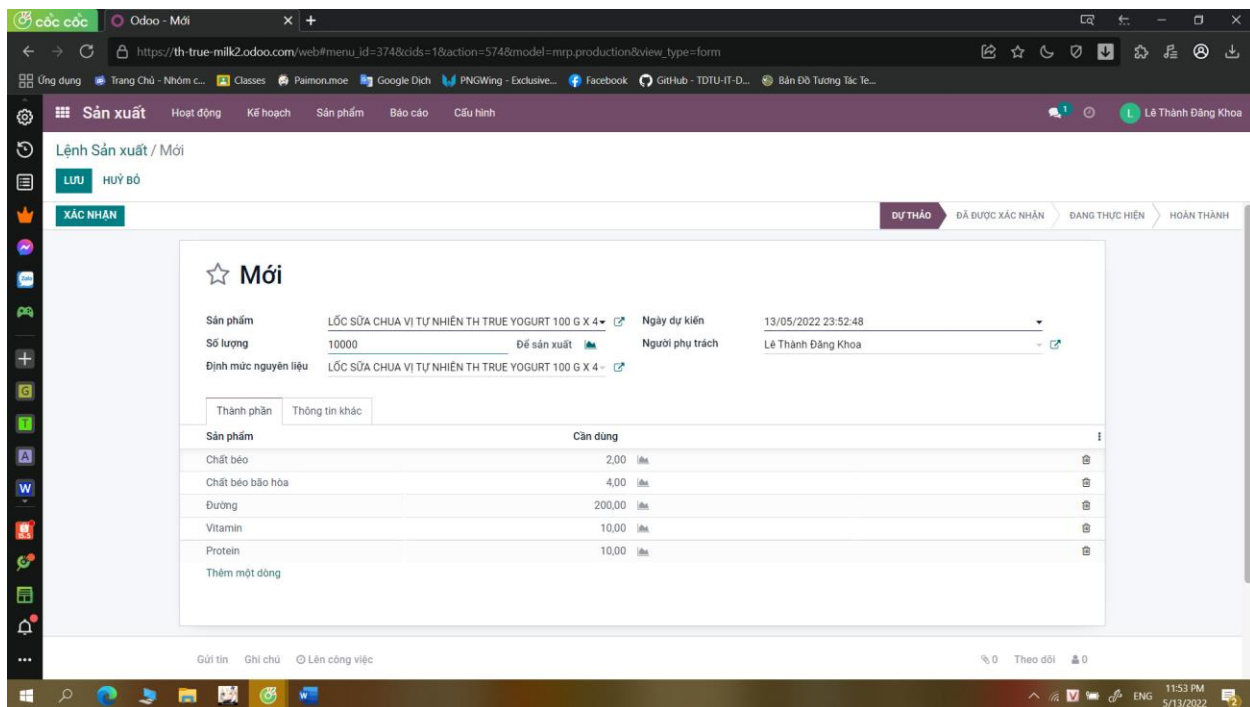 cốc cốc Odoo - Mới
https://th-true-milk2.odoo.com/web#menu_id=374&cids=1&action=574&model=mrp.production&view_type=form
Ứng dụng Trang Chủ - Nhóm c... Classes Paimon.moe Google Dịch PNGWing - Exclusive... Facebook GitHub - TDTU-IT-D... Bản Đồ Tương Tác Te...
Sản xuất Hoạt động Kế hoạch Sản phẩm Báo cáo Cấu hình 1 L Lê Thành Đăng Khoa
Lệnh Sản xuất / Mới
LƯU HUỶ BỎ
XÁC NHẬN DỰ THẢO ĐÃ ĐƯỢC XÁC NHẬN ĐANG THỰC HIỆN HOÀN THÀNH
Mới
Sản phẩm LỐC SỮA CHUA VỊ TỰ NHIÊN TH TRUE YOGURT 100 G X 4 Ngày dự kiến 13/05/2022 23:52:48
Số lượng 10000 Để sản xuất Người phụ trách Lê Thành Đăng Khoa
Định mức nguyên liệu LỐC SỮA CHUA VỊ TỰ NHIÊN TH TRUE YOGURT 100 G X 4
Thành phần Thông tin khác
Sản phẩm Cần dùng
Chất béo 2,00
Chất béo bão hòa 4,00
Đường 200,00
Vitamin 10,00
Protein 10,00
Thêm một dòng
Gửi tin Ghi chú Lên công việc 0 Theo dõi 0
ENG 11:53 PM
5/13/2022